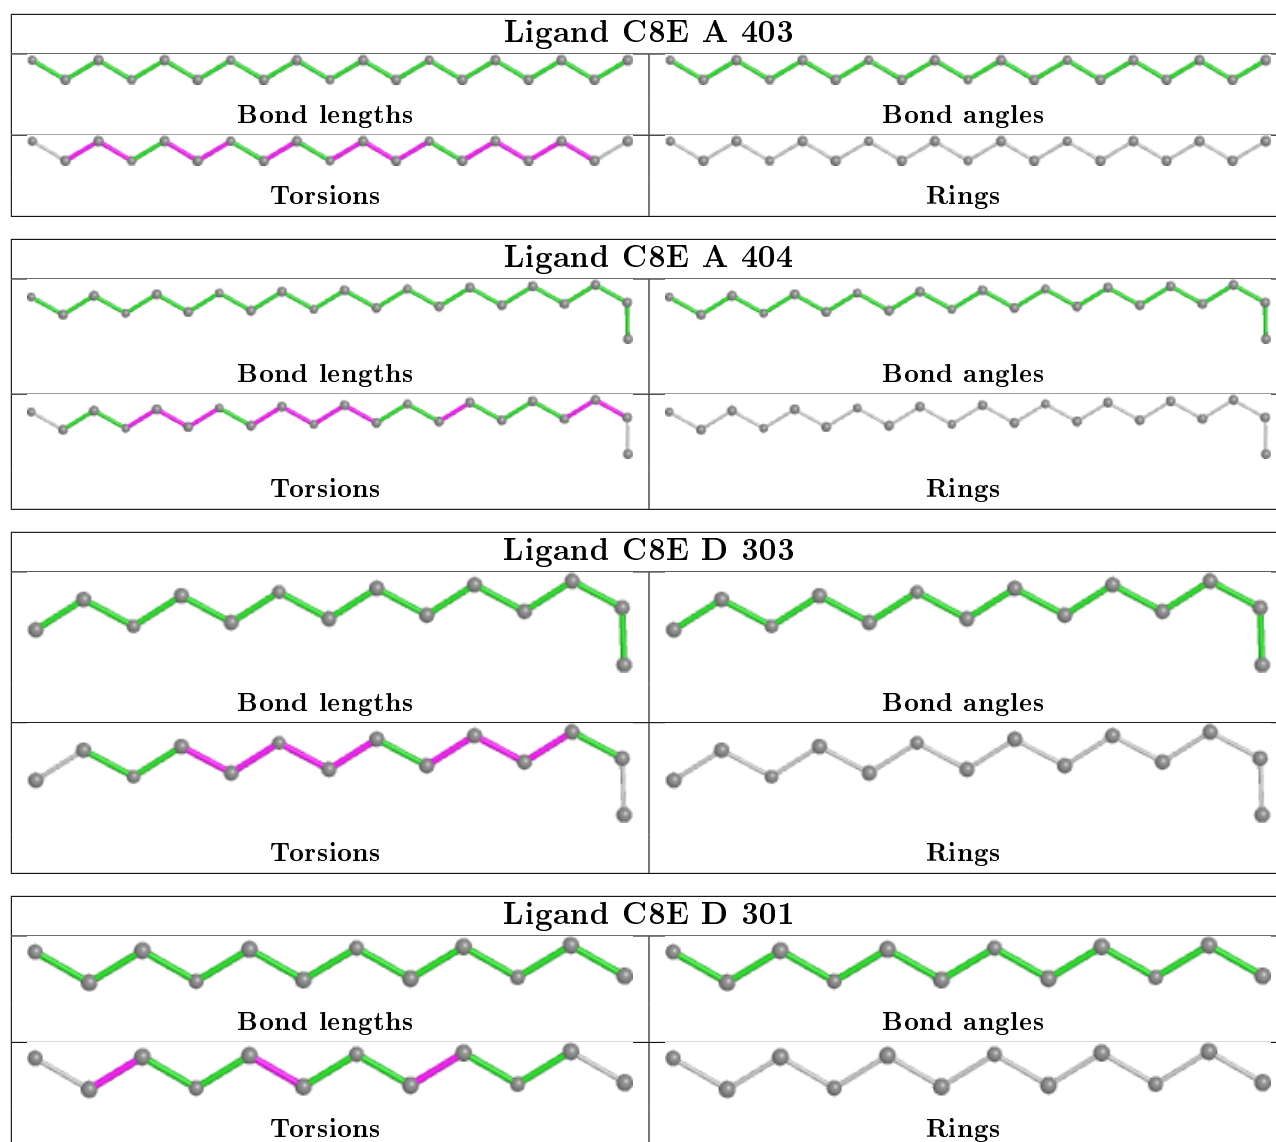 Ligand C8E A 403
Bond lengths
Bond angles
Torsions
Rings
Ligand C8E A 404
Bond lengths
Bond angles
Torsions
Rings
Ligand C8E D 303
Bond lengths
Bond angles
Torsions
Rings
Ligand C8E D 301
Bond lengths
Bond angles
Torsions
Rings